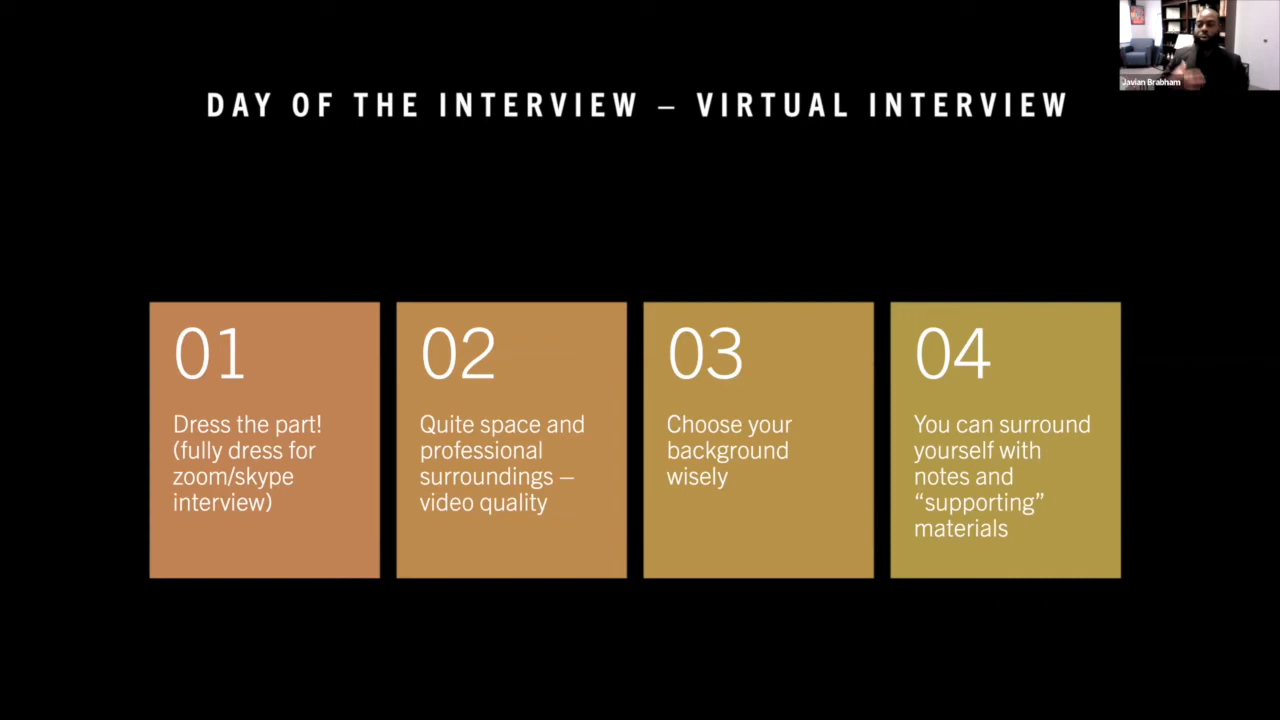 Javian Brabham
DAY OF THE INTERVIEW – VIRTUAL INTERVIEW
01
Dress the part!
(fully dress for
zoom/skype
interview)
02
Quite space and
professional
surroundings –
video quality
03
Choose your
background
wisely
04
You can surround
yourself with
notes and
“supporting”
materials